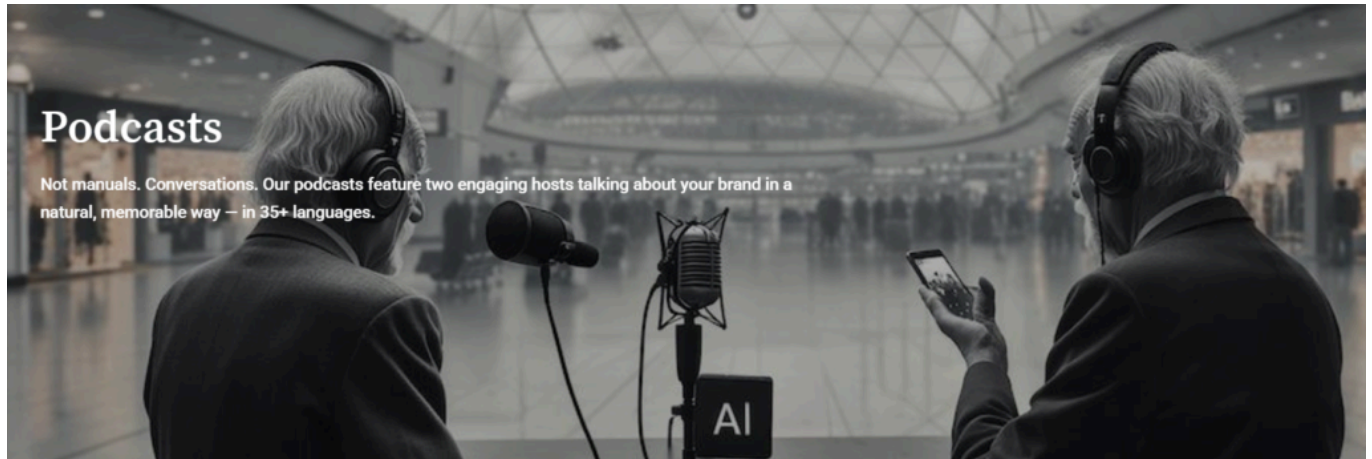 Podcasts
Not manuals. Conversations. Our podcasts feature two engaging hosts talking about your brand in a
natural, memorable way — in 35+ languages.
AI